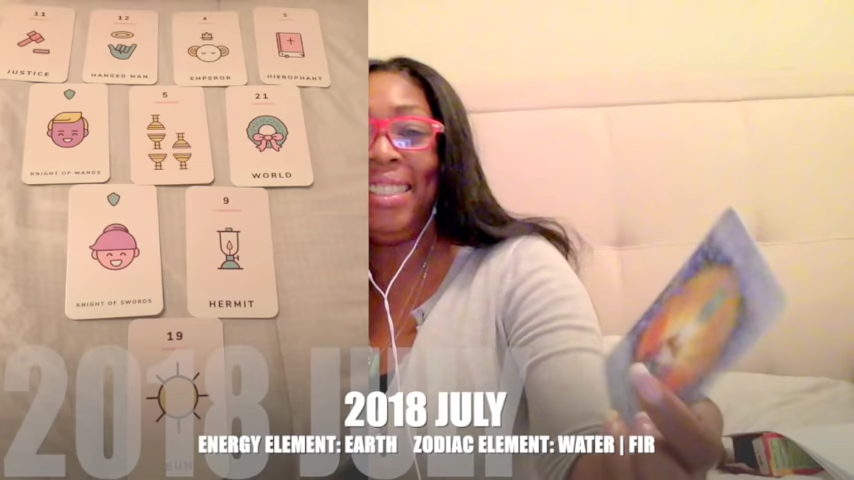 11
JUSTICE
12
HANGED MAN
4
EMPEROR
5
HIEROPHANT
KNIGHT OF WANDS
5
21
WORLD
KNIGHT OF SWORDS
9
HERMIT
19
SUN
2018 JULY
2018 JULY
ENERGY ELEMENT: EARTH ZODIAC ELEMENT: WATER | FIR